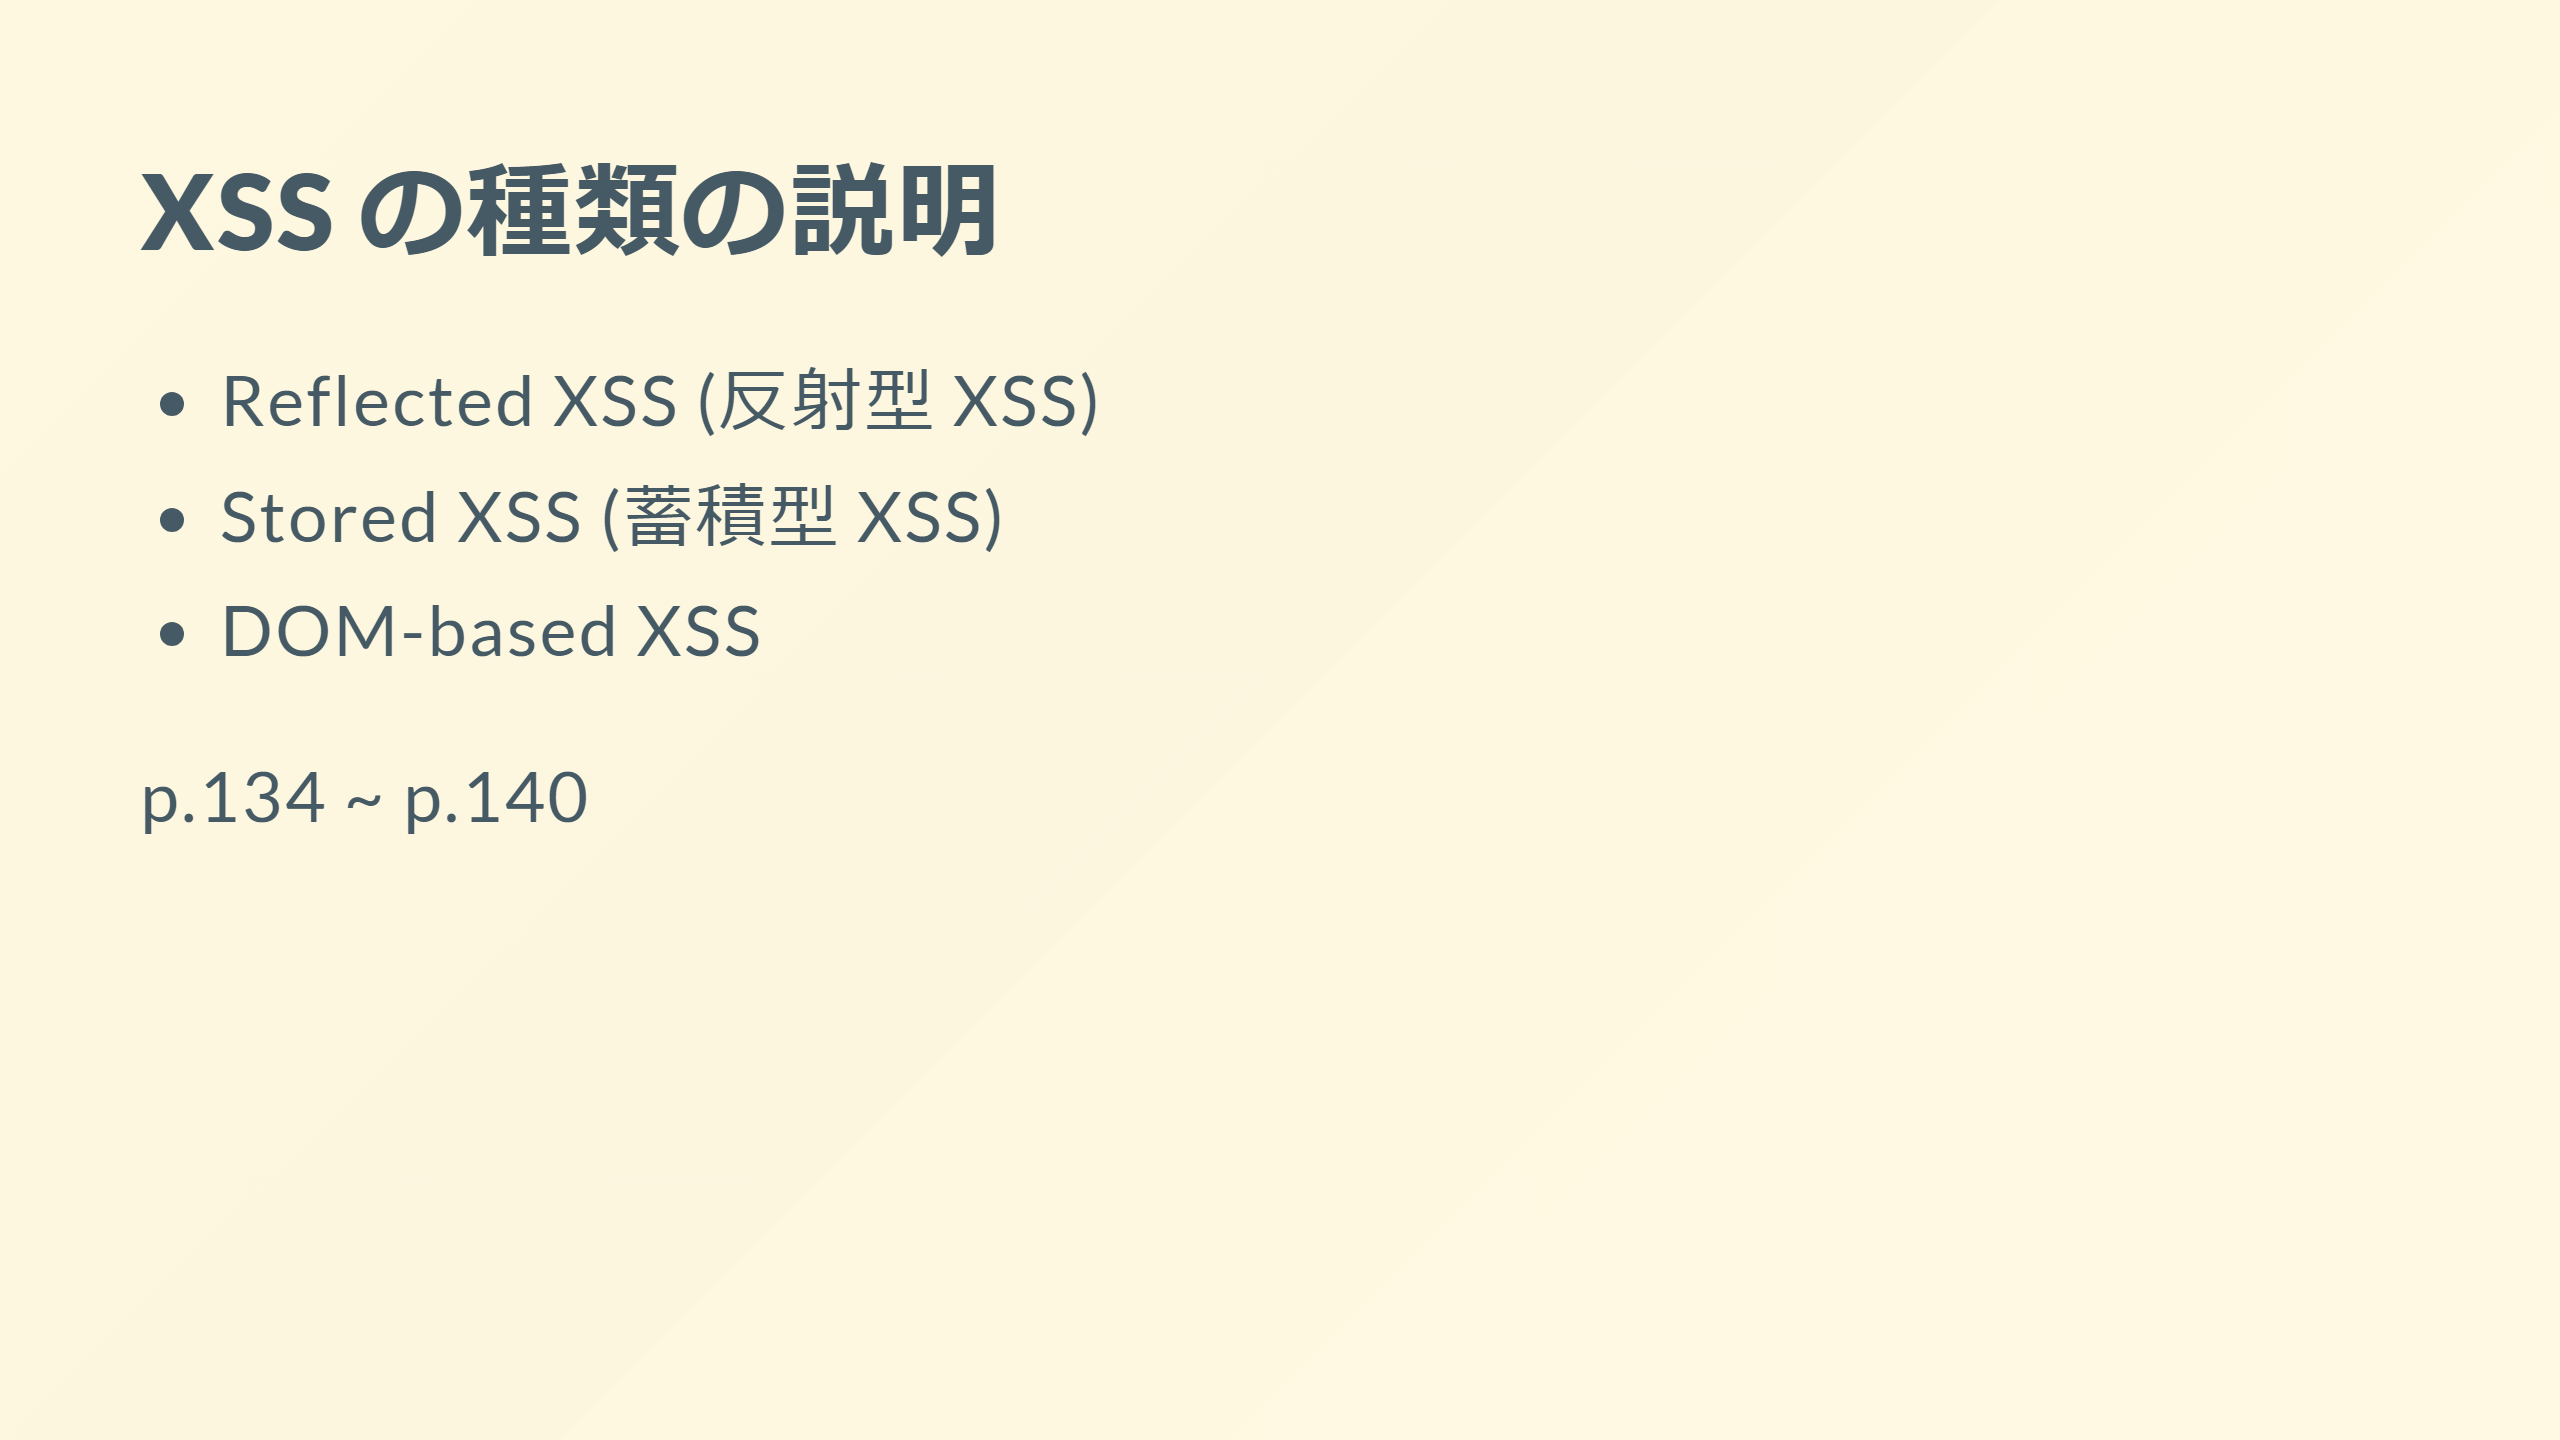 XSS の種類の説明
• Reflected XSS (反射型 XSS)
• Stored XSS (蓄積型 XSS)
• DOM-based XSS
p.134 ~ p.140